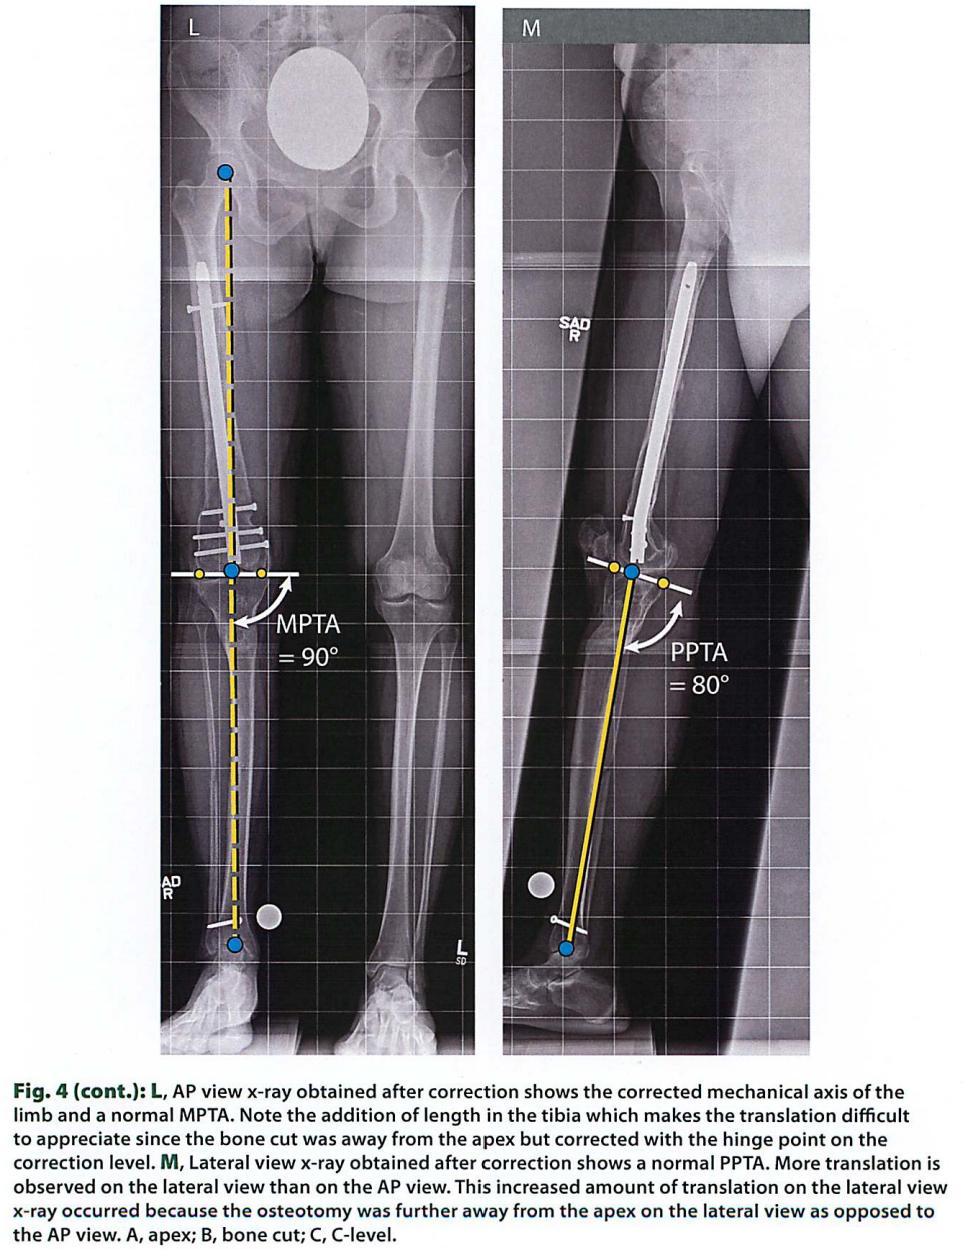 L
M
SAD
R
MPTA
= 90°
PPTA
= 80°
AD
R
L
SD
Fig. 4 (cont.): L, AP view x-ray obtained after correction shows the corrected mechanical axis of the
limb and a normal MPTA. Note the addition of length in the tibia which makes the translation difficult
to appreciate since the bone cut was away from the apex but corrected with the hinge point on the
correction level. M, Lateral view x-ray obtained after correction shows a normal PPTA. More translation is
observed on the lateral view than on the AP view. This increased amount of translation on the lateral view
x-ray occurred because the osteotomy was further away from the apex on the lateral view as opposed to
the AP view. A, apex; B, bone cut; C, C-level.